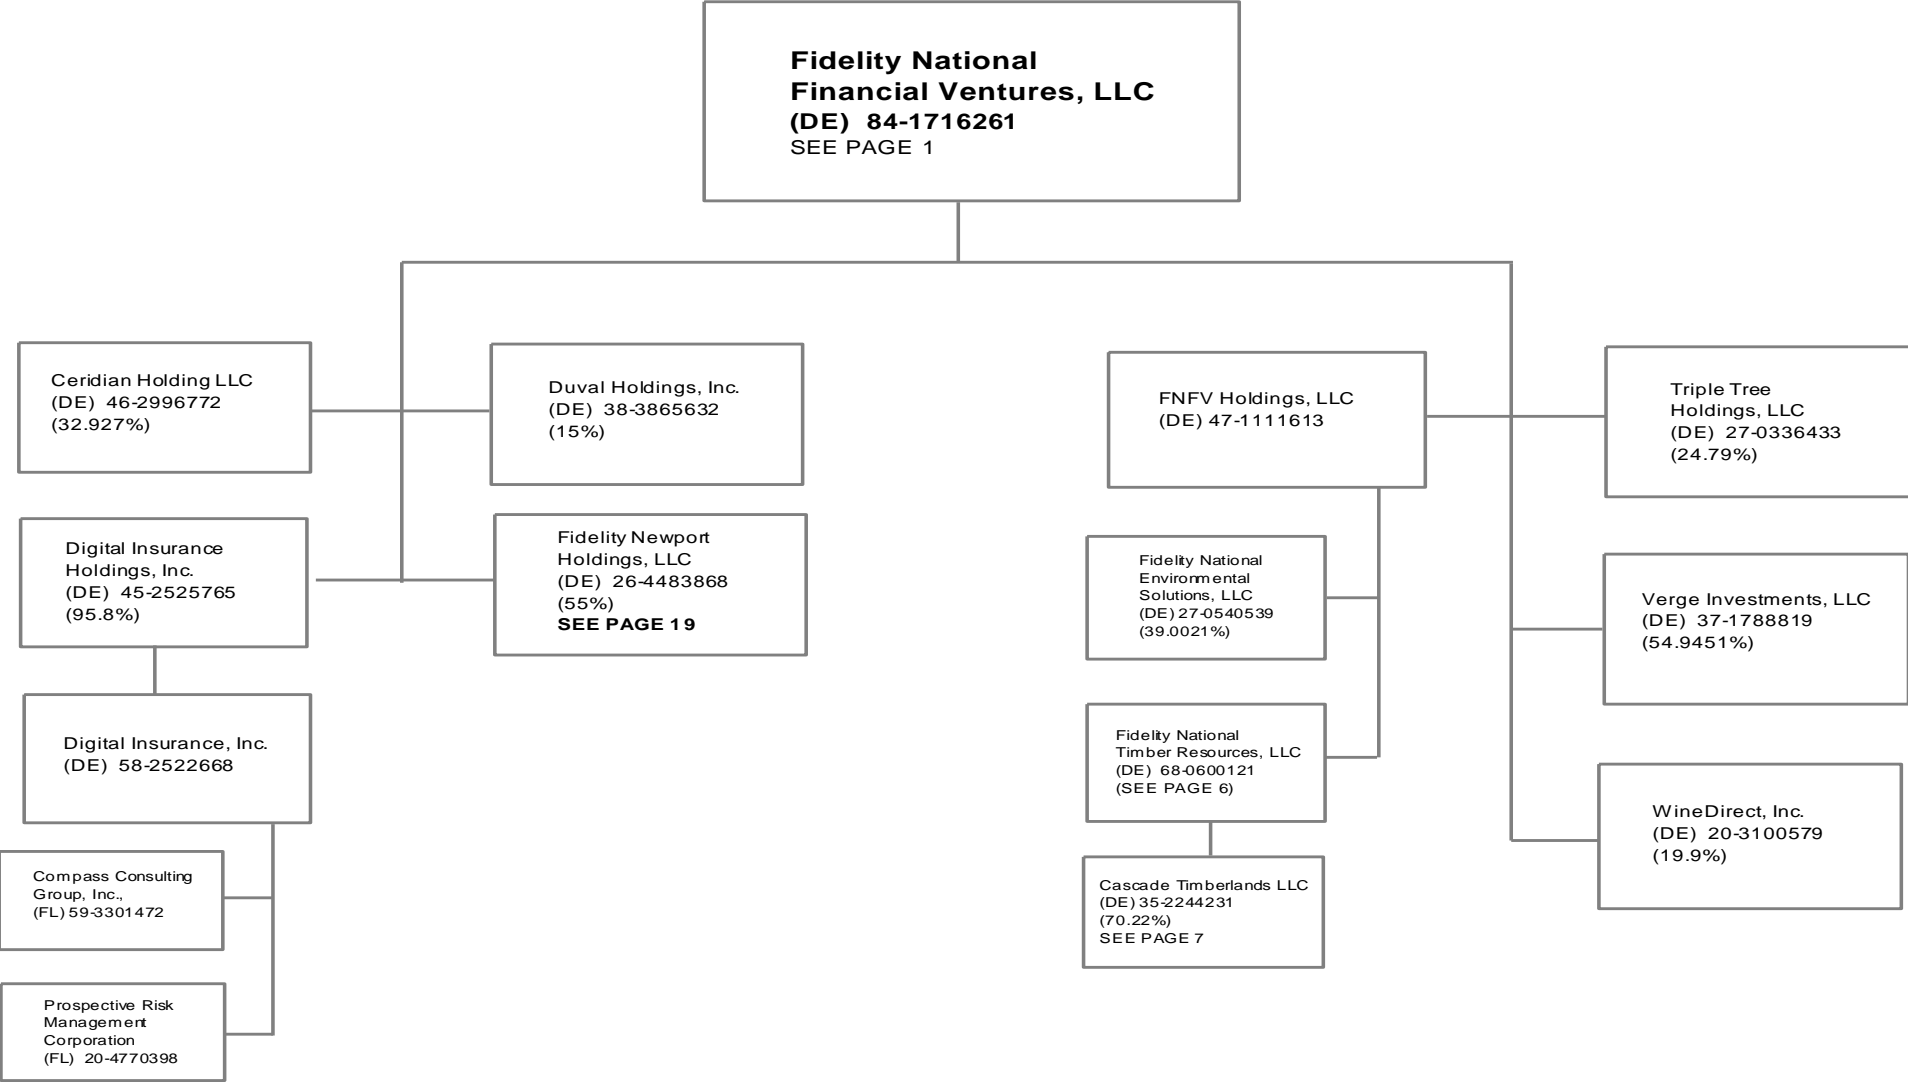 Fidelity National
Financial Ventures, LLC
(DE) 84-1716261
SEE PAGE 1
Ceridian Holding LLC
(DE) 46-2996772
(32.927%)
Duval Holdings, Inc.
(DE) 38-3865632
(15%)
FNFV Holdings, LLC
(DE) 47-1111613
Triple Tree
Holdings, LLC
(DE) 27-0336433
(24.79%)
Digital Insurance
Holdings, Inc.
(DE) 45-2525765
(95.8%)
Fidelity Newport
Holdings, LLC
(DE) 26-4483868
(55%)
SEE PAGE 19
Fidelity National
Environmental
Solutions, LLC
(DE) 27-0540539
(39.0021%)
Verge Investments, LLC
(DE) 37-1788819
(54.9451%)
Digital Insurance, Inc.
(DE) 58-2522668
Fidelity National
Timber Resources, LLC
(DE) 68-0600121
(SEE PAGE 6)
WineDirect, Inc.
(DE) 20-3100579
(19.9%)
Compass Consulting
Group, Inc.,
(FL) 59-3301472
Cascade Timberlands LLC
(DE) 35-2244231
(70.22%)
SEE PAGE 7
Prospective Risk
Management
Corporation
(FL) 20-4770398